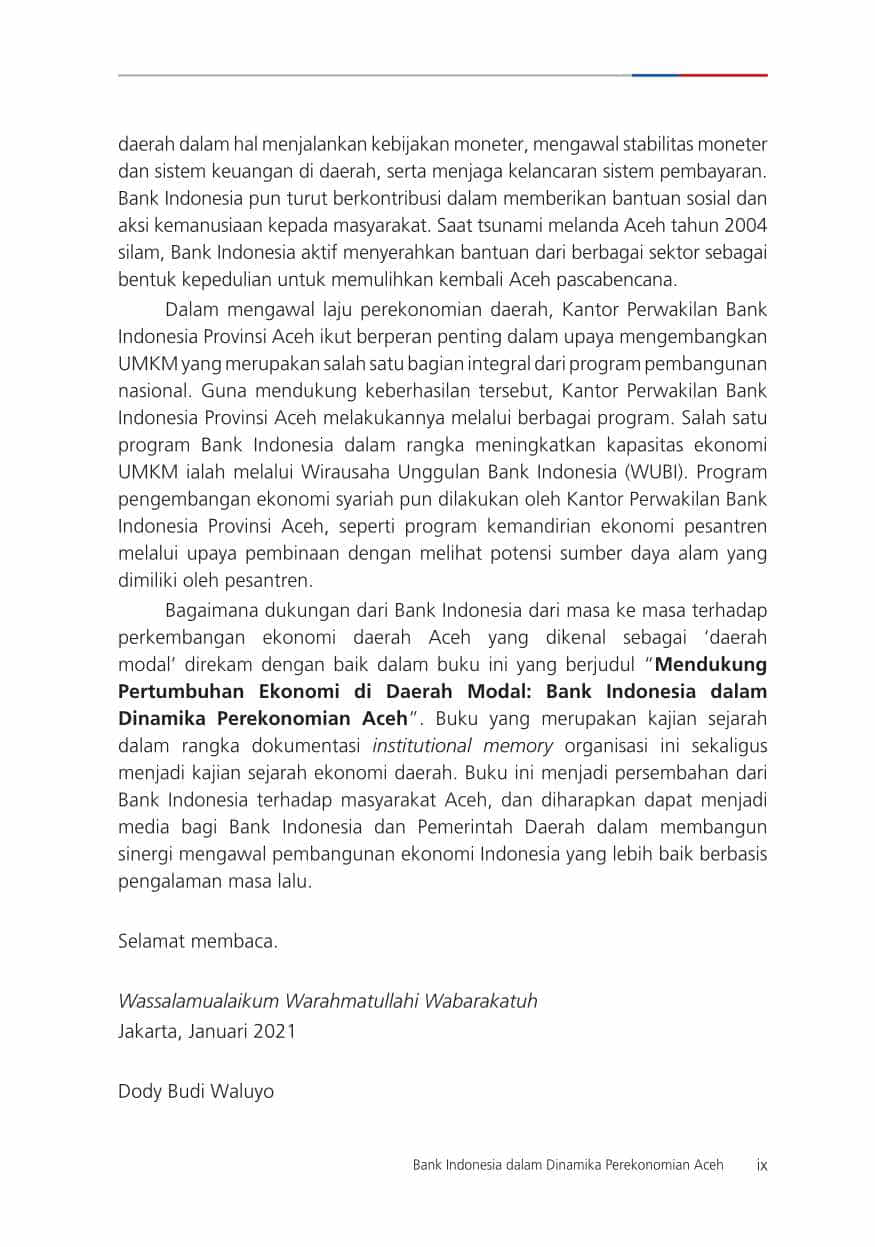 daerah dalam hal menjalankan kebijakan moneter, mengawal stabilitas moneter
dan sistem keuangan di daerah, serta menjaga kelancaran sistem pembayaran.
Bank Indonesia pun turut berkontribusi dalam memberikan bantuan sosial dan
aksi kemanusiaan kepada masyarakat. Saat tsunami melanda Aceh tahun 2004
silam, Bank Indonesia aktif menyerahkan bantuan dari berbagai sektor sebagai
bentuk kepedulian untuk memulihkan kembali Aceh pascabencana.
Dalam mengawal laju perekonomian daerah, Kantor Perwakilan Bank
Indonesia Provinsi Aceh ikut berperan penting dalam upaya mengembangkan
UMKM yang merupakan salah satu bagian integral dari program pembangunan
nasional. Guna mendukung keberhasilan tersebut, Kantor Perwakilan Bank
Indonesia Provinsi Aceh melakukannya melalui berbagai program. Salah satu
program Bank Indonesia dalam rangka meningkatkan kapasitas ekonomi
UMKM ialah melalui Wirausaha Unggulan Bank Indonesia (WUBI). Program
pengembangan ekonomi syariah pun dilakukan oleh Kantor Perwakilan Bank
Indonesia Provinsi Aceh, seperti program kemandirian ekonomi pesantren
melalui upaya pembinaan dengan melihat potensi sumber daya alam yang
dimiliki oleh pesantren.
Bagaimana dukungan dari Bank Indonesia dari masa ke masa terhadap
perkembangan ekonomi daerah Aceh yang dikenal sebagai ‘daerah
modal’ direkam dengan baik dalam buku ini yang berjudul “Mendukung
Pertumbuhan Ekonomi di Daerah Modal: Bank Indonesia dalam
Dinamika Perekonomian Aceh”. Buku yang merupakan kajian sejarah
dalam rangka dokumentasi institutional memory organisasi ini sekaligus
menjadi kajian sejarah ekonomi daerah. Buku ini menjadi persembahan dari
Bank Indonesia terhadap masyarakat Aceh, dan diharapkan dapat menjadi
media bagi Bank Indonesia dan Pemerintah Daerah dalam membangun
sinergi mengawal pembangunan ekonomi Indonesia yang lebih baik berbasis
pengalaman masa lalu.
Selamat membaca.
Wassalamualaikum Warahmatullahi Wabarakatuh
Jakarta, Januari 2021
Dody Budi Waluyo
Bank Indonesia dalam Dinamika Perekonomian Aceh ix